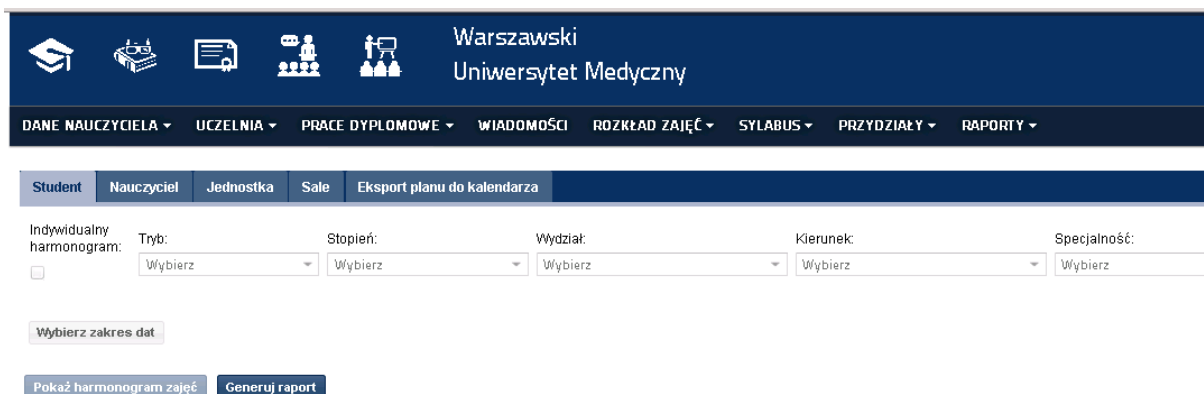 Warszawski
Uniwersytet Medyczny
DANE NAUCZYCIELA UCZELNIA PRACE DYPLOMOWE WIADOMOŚCI ROZKŁAD ZAJĘĆ SYLABUS PRZYDZIAŁY RAPORTY
Student Nauczyciel Jednostka Sale Eksport planu do kalendarza
Indywidualny
harmonogram: Tryb: Stopień: Wydział: Kierunek: Specjalność:
Wybierz Wybierz Wybierz Wybierz Wybierz
Wybierz zakres dat
Pokaż harmonogram zajęć Generuj raport